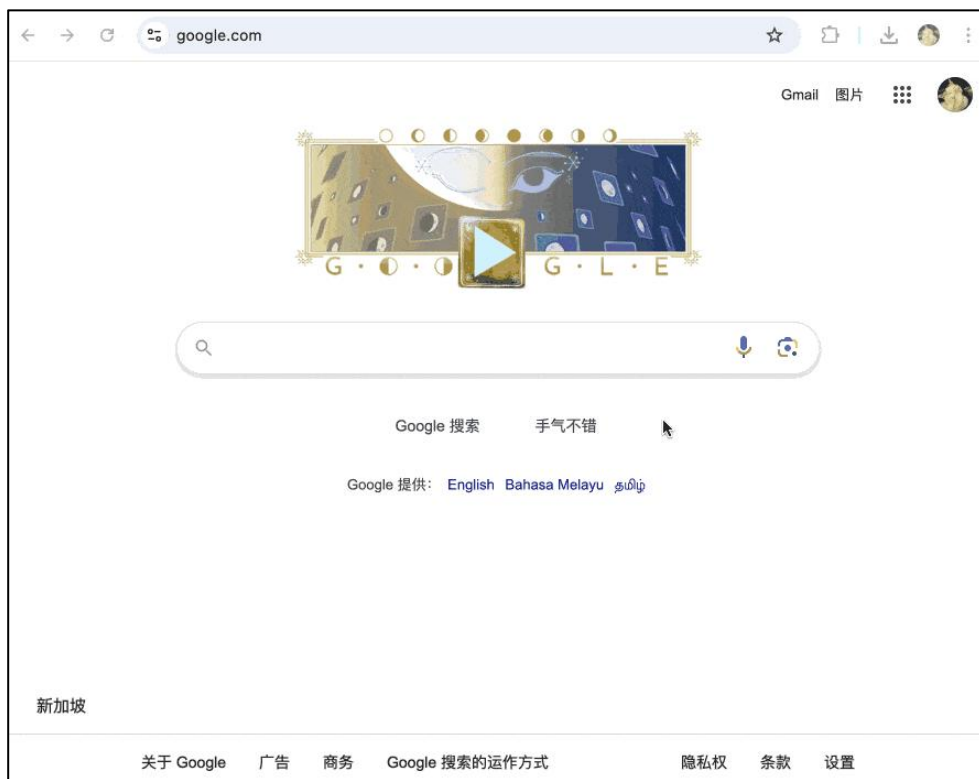 google.com
Gmail 图片
G · O · O G · L · E
Google 搜索 手气不错
Google 提供： English Bahasa Melayu தமிழ்
新加坡
关于 Google 广告 商务 Google 搜索的运作方式 隐私权 条款 设置